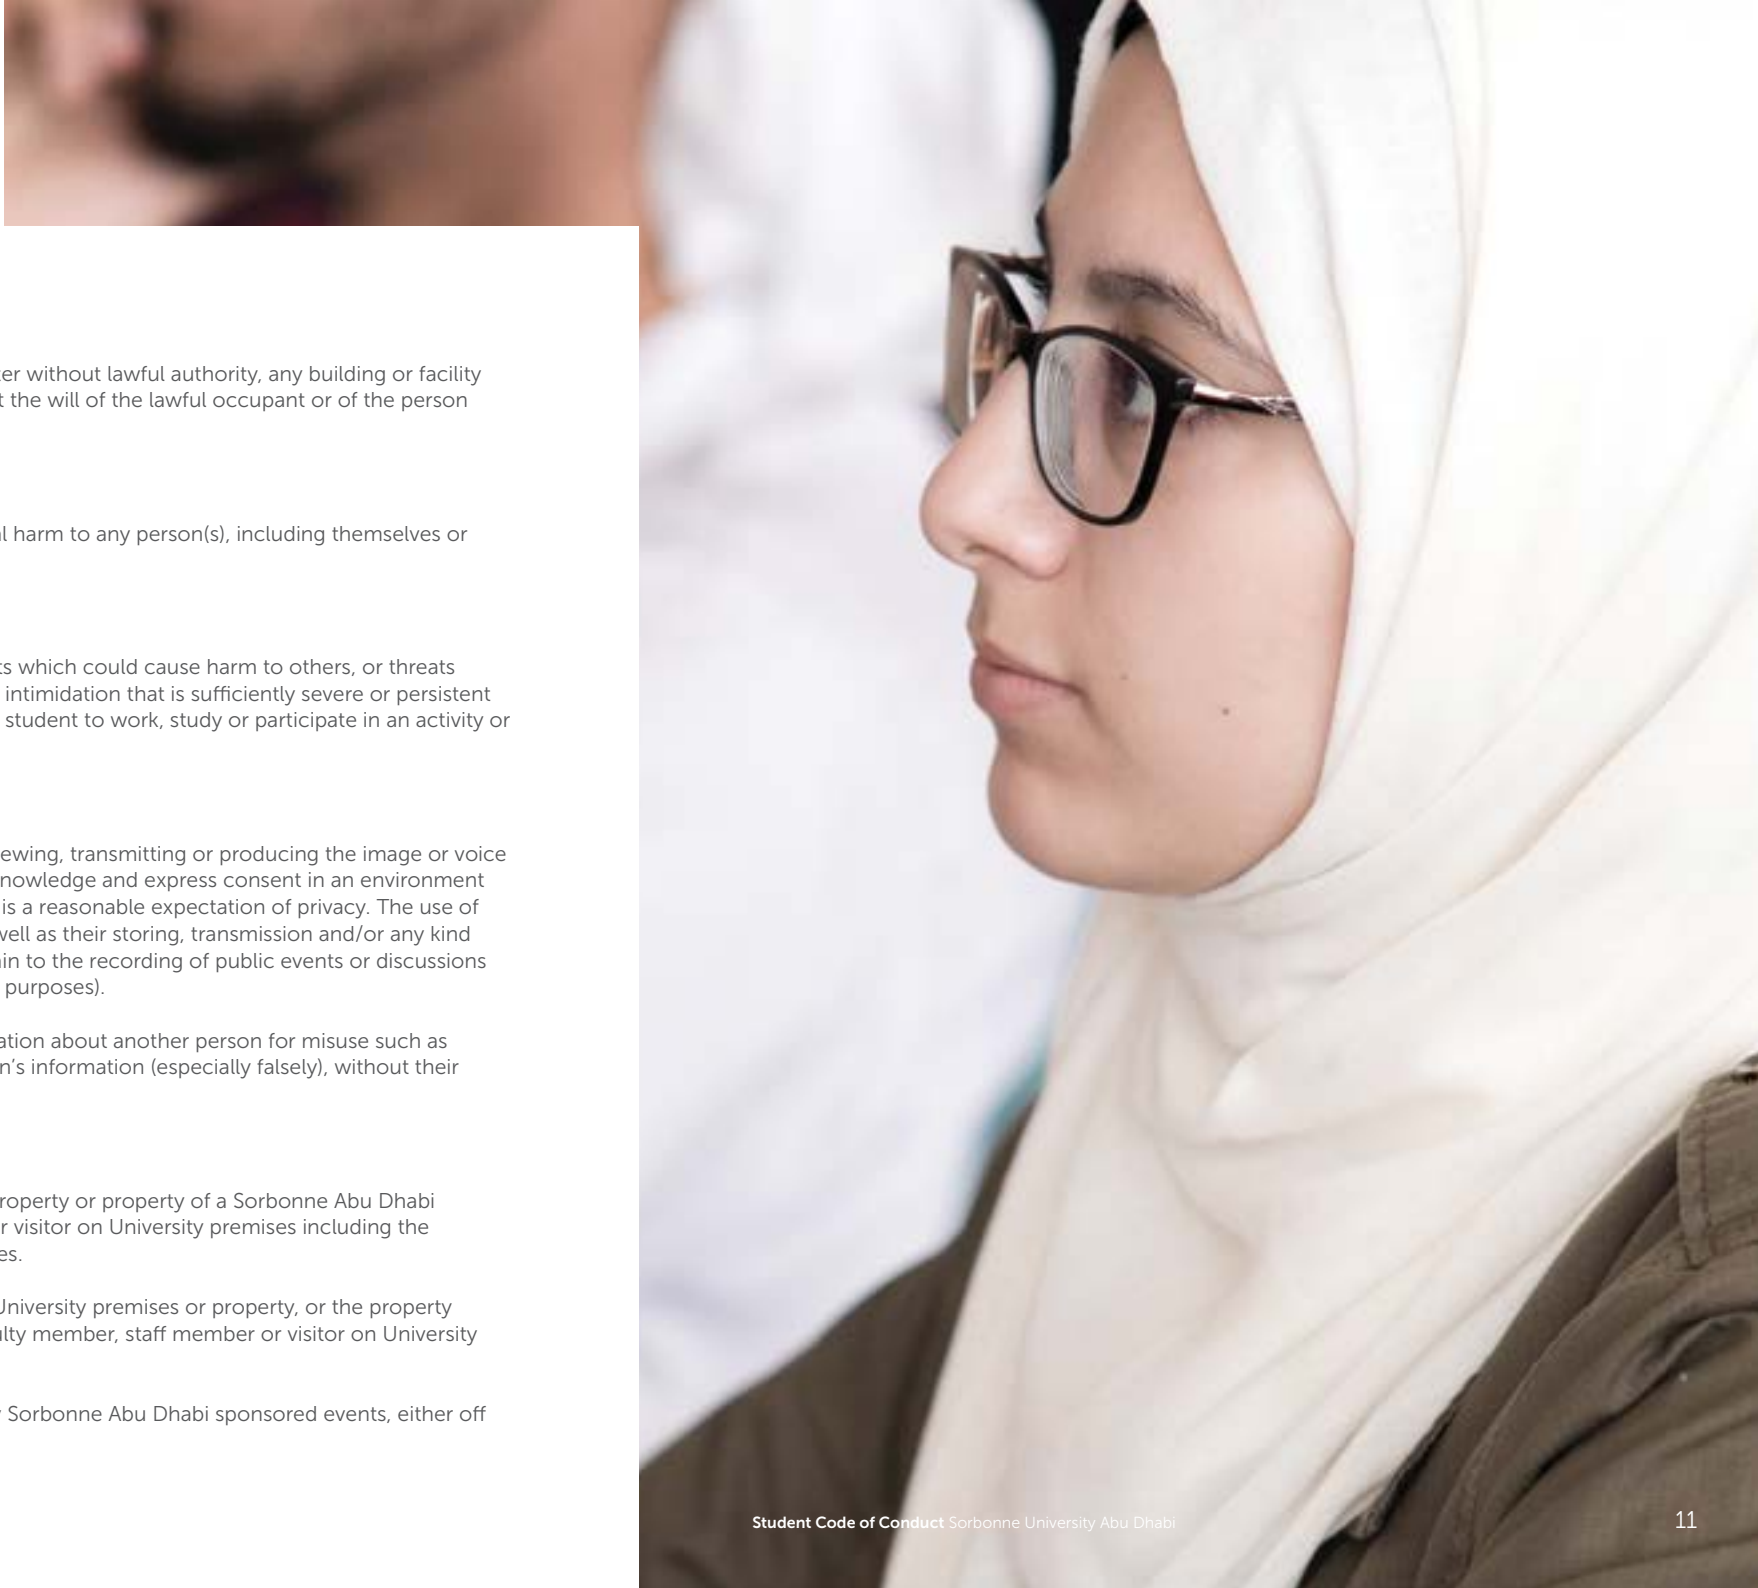 er without lawful authority, any building or facility
the will of the lawful occupant or of the person
harm to any person(s), including themselves or
which could cause harm to others, or threats
intimidation that is sufficiently severe or persistent
student to work, study or participate in an activity or
ewing, transmitting or producing the image or voice
nowledge and express consent in an environment
is a reasonable expectation of privacy. The use of
well as their storing, transmission and/or any kind
in to the recording of public events or discussions
purposes).
ation about another person for misuse such as
n's information (especially falsely), without their
roperty or property of a Sorbonne Abu Dhabi
r visitor on University premises including the
es.
University premises or property, or the property
ulty member, staff member or visitor on University
Sorbonne Abu Dhabi sponsored events, either off
Student Code of Conduct Sorbonne University Abu Dhabi
11